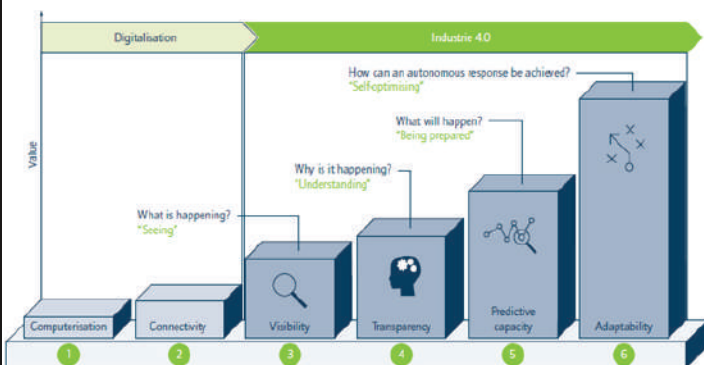 Digitalisation
Industrie 4.0
How can an autonomous response be achieved?
"Self-optimising"
What will happen?
"Being prepared"
Why is it happening?
"Understanding"
What is happening?
"Seeing"
Value
Computerisation
Connectivity
Visibility
Transparency
Predictive
capacity
Adaptability
1
2
3
4
5
6